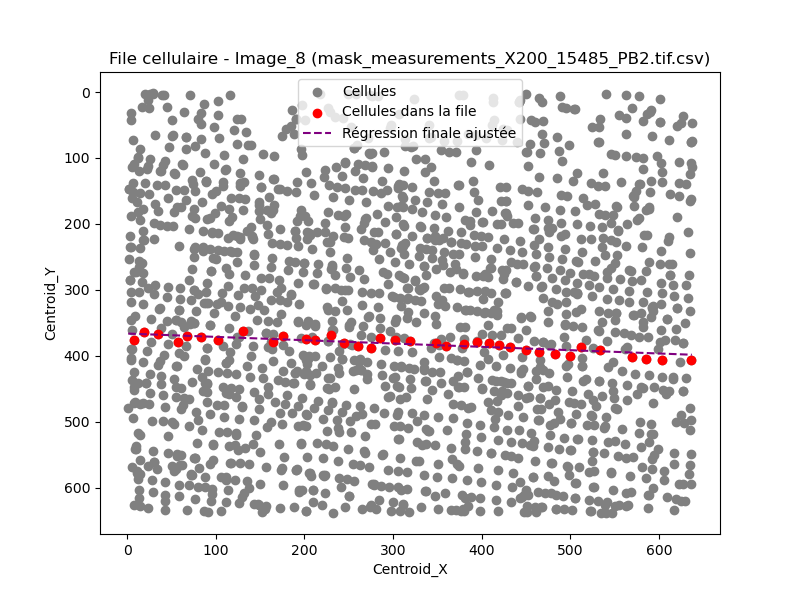 File cellulaire - Image_8 (mask_measurements_X200_15485_PB2.tif.csv)
Cellules
Cellules dans la file
Régression finale ajustée
0
100
200
300
400
500
600
Centroid_Y
0 100 200 300 400 500 600
Centroid_X